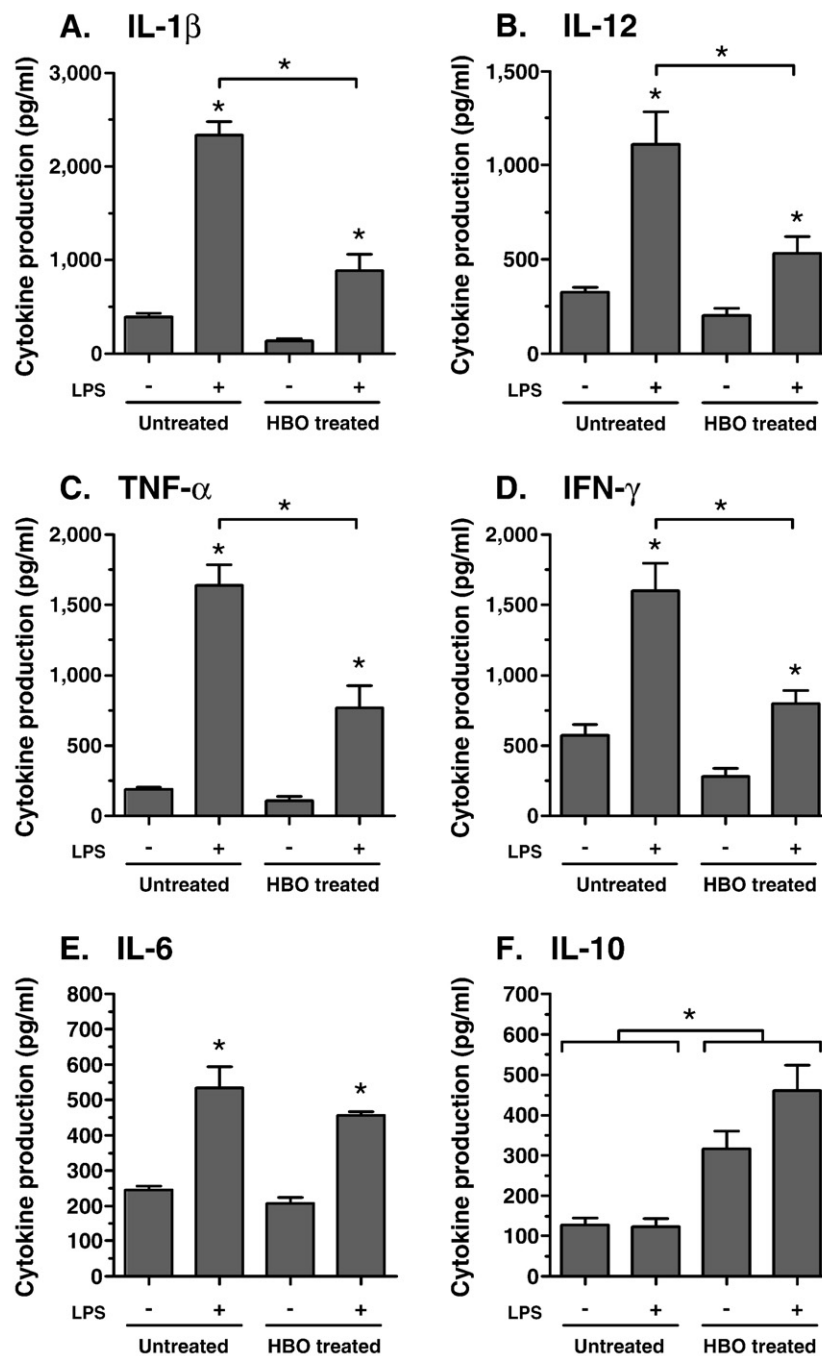 A. IL-1β
Cytokine production (pg/ml)
3,000
2,000
1,000
0
*
*
*
LPS - + - +
Untreated HBO treated
B. IL-12
Cytokine production (pg/ml)
1,500
1,000
500
0
*
*
*
LPS - + - +
Untreated HBO treated
C. TNF-α
Cytokine production (pg/ml)
2,000
1,500
1,000
500
0
*
*
*
LPS - + - +
Untreated HBO treated
D. IFN-γ
Cytokine production (pg/ml)
2,000
1,500
1,000
500
0
*
*
*
LPS - + - +
Untreated HBO treated
E. IL-6
Cytokine production (pg/ml)
800
700
600
500
400
300
200
100
0
*
*
LPS - + - +
Untreated HBO treated
F. IL-10
Cytokine production (pg/ml)
700
600
500
400
300
200
100
0
*
LPS - + - +
Untreated HBO treated